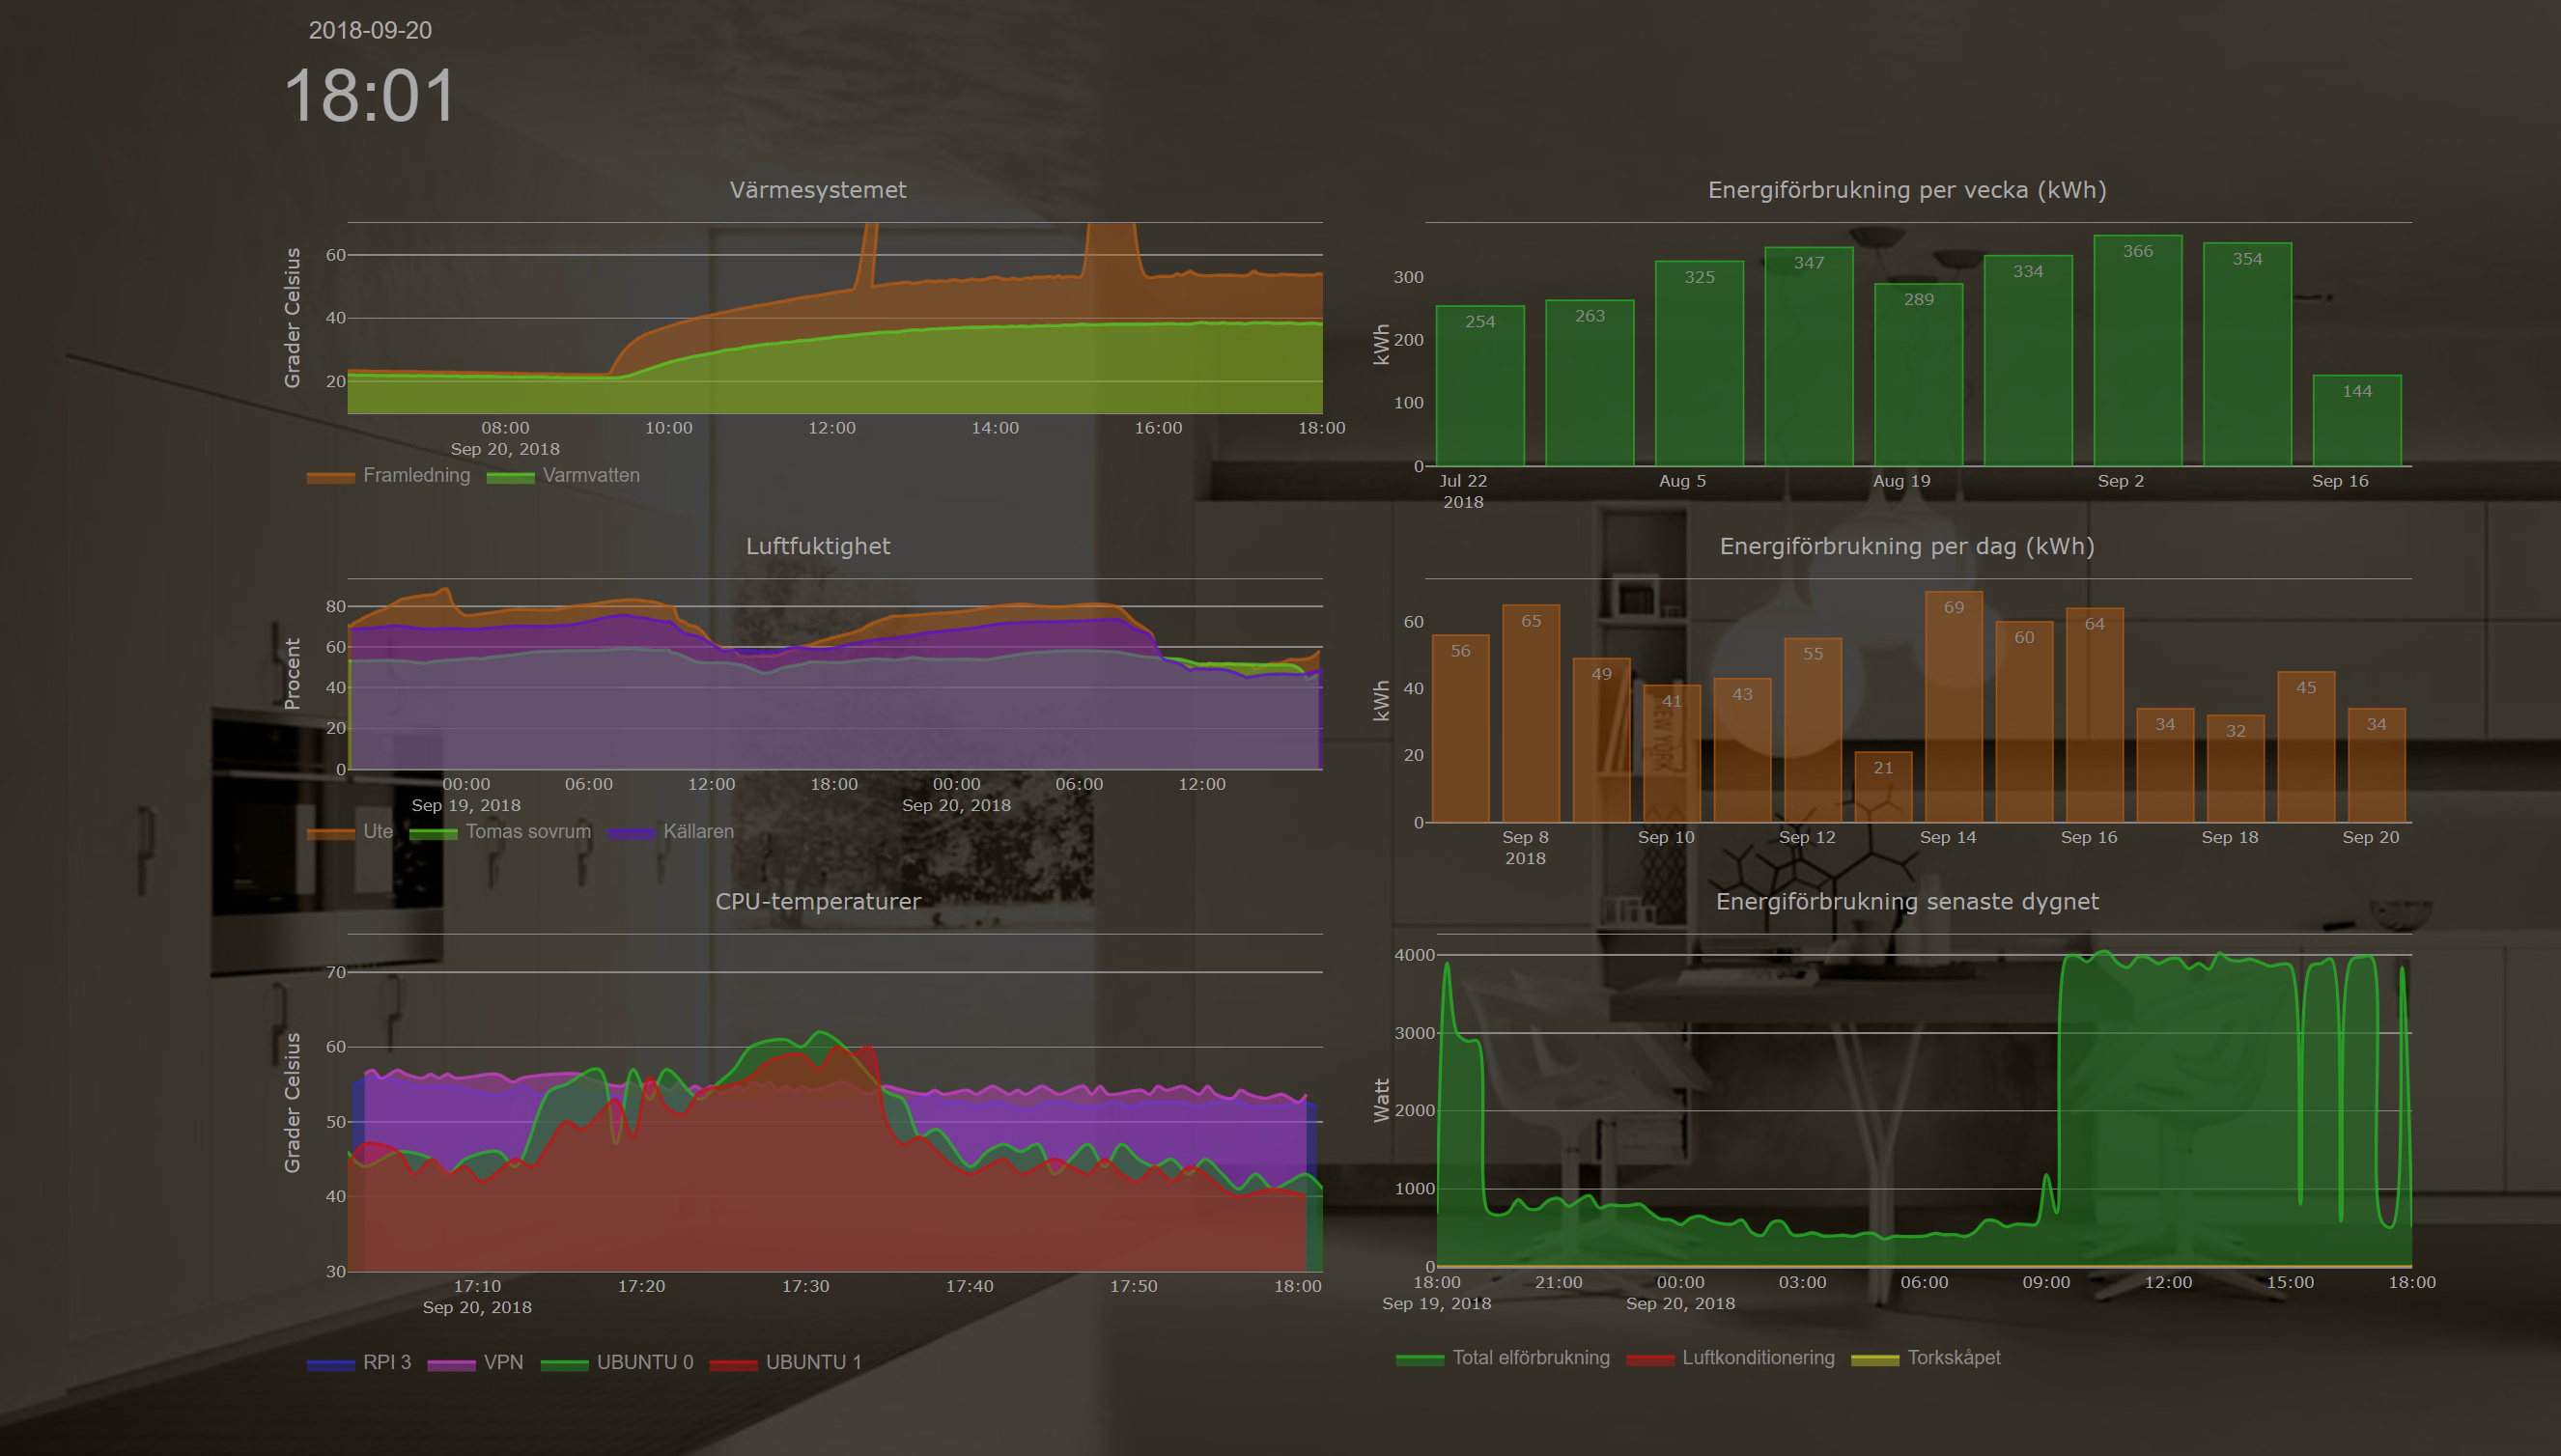 2018-09-20
18:01
Värmesystemet
Grader Celsius
60
40
20
08:00 10:00 12:00 14:00 16:00 18:00
Sep 20, 2018
Framledning Varmvatten
Luftfuktighet
Procent
80
60
40
20
0
00:00 06:00 12:00 18:00 00:00 06:00 12:00
Sep 19, 2018 Sep 20, 2018
Ute Tomas sovrum Källaren
CPU-temperaturer
Grader Celsius
70
60
50
40
30
17:10 17:20 17:30 17:40 17:50 18:00
Sep 20, 2018
RPI 3 VPN UBUNTU 0 UBUNTU 1
Energiförbrukning per vecka (kWh)
kWh
300
200
100
0
254 263 325 347 289 334 366 354 144
Jul 22 Aug 5 Aug 19 Sep 2 Sep 16
2018
Energiförbrukning per dag (kWh)
kWh
60
40
20
0
56 65 49 41 43 55 21 69 60 64 34 32 45 34
NEW YORK
Sep 8 Sep 10 Sep 12 Sep 14 Sep 16 Sep 18 Sep 20
2018
Energiförbrukning senaste dygnet
Watt
4000
3000
2000
1000
0
18:00 21:00 00:00 03:00 06:00 09:00 12:00 15:00 18:00
Sep 19, 2018 Sep 20, 2018
Total elförbrukning Luftkonditionering Torkskåpet